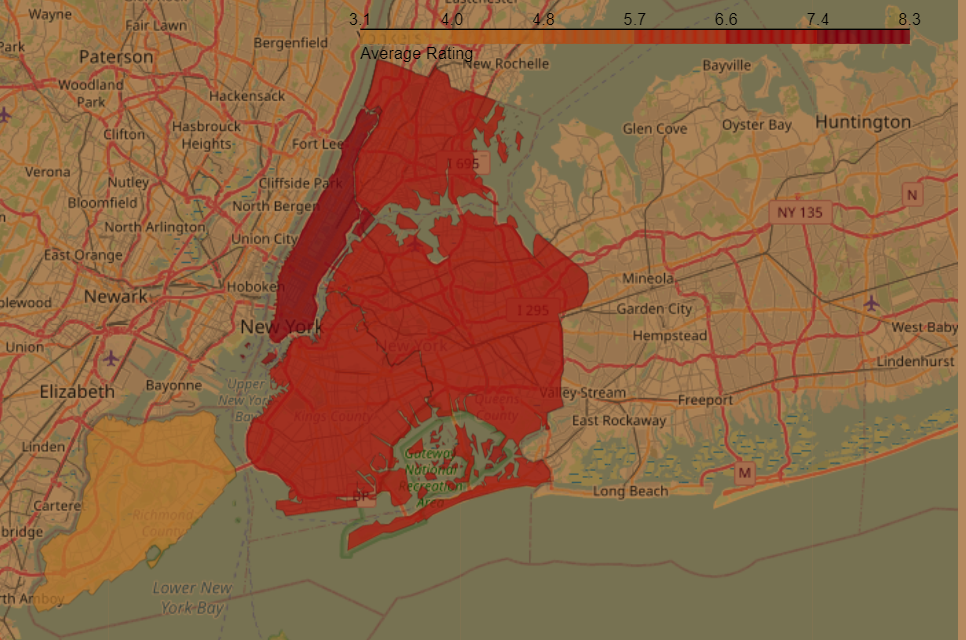 Wayne
Fair Lawn
3.1 4.0 4.8 5.7 6.6 7.4 8.3
Average Rating
Bergenfield
Park
Paterson
New Rochelle
Bayville
Woodland
Park
Hackensack
Clifton
Hasbrouck
Heights
Fort Lee
Glen Cove
Oyster Bay
Huntington
I 695
Verona
Nutley
Cliffside Park
Bloomfield
North Bergen
N
NY 135
North Arlington
Union City
East Orange
Mineola
Hoboken
Newark
Garden City
I 295
New York
West Baby
Hempstead
Union
New York
Lindenhurst
Elizabeth
Bayonne
Upper
New York
Bay
Valley Stream
Freeport
Queens
County
Kings County
East Rockaway
Linden
Gateway
National
Recreation
Area
M
BP
Long Beach
Carteret
Richmond
County
bridge
Lower New
York Bay
rth Amboy